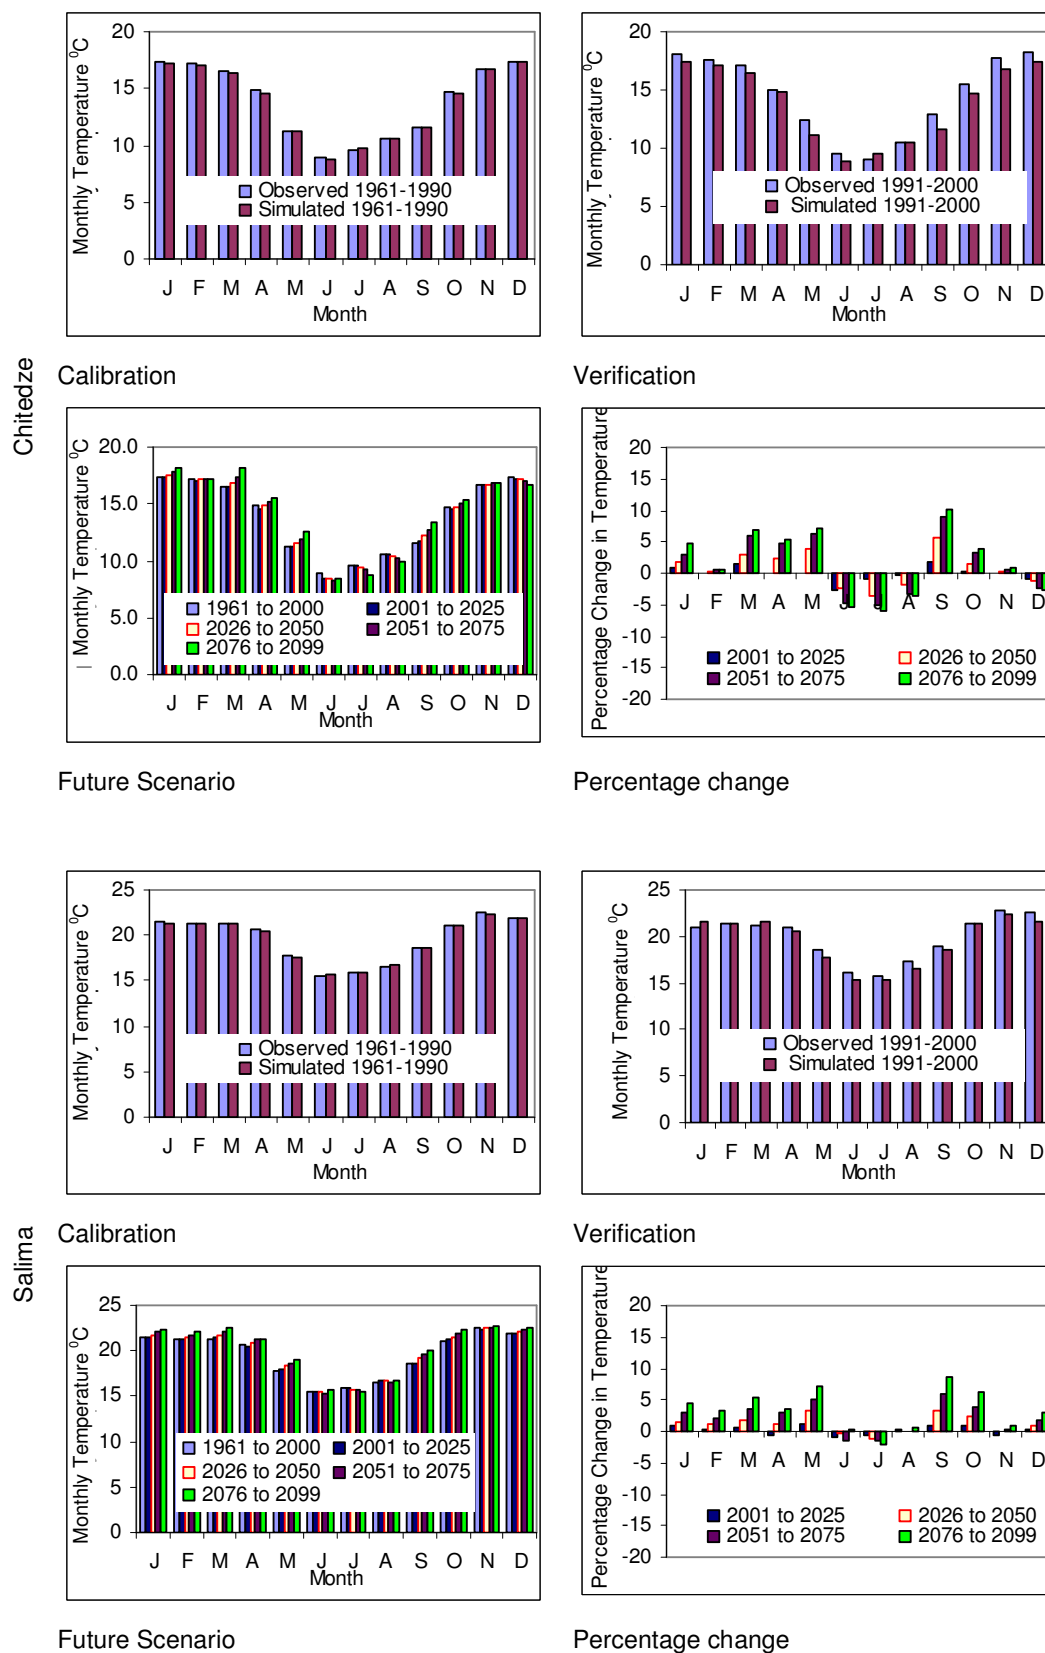 Chitedze
Monthly Temperature ⁰C
20
15
10
5
0
Observed 1961-1990
Simulated 1961-1990
J F M A M J J A S O N D
Month
Calibration
Monthly Temperature ⁰C
20
15
10
5
0
Observed 1991-2000
Simulated 1991-2000
J F M A M J J A S O N D
Month
Verification
Monthly Temperature ⁰C
20.0
15.0
10.0
5.0
0.0
1961 to 2000 2001 to 2025
2026 to 2050 2051 to 2075
2076 to 2099
J F M A M J J A S O N D
Month
Future Scenario
Percentage Change in Temperature
20
15
10
5
0
-5
-10
-15
-20
J F M A M J J A S O N D
2001 to 2025 2026 to 2050
2051 to 2075 2076 to 2099
Percentage change
Salima
Monthly Temperature ⁰C
25
20
15
10
5
0
Observed 1961-1990
Simulated 1961-1990
J F M A M J J A S O N D
Month
Calibration
Monthly Temperature ⁰C
25
20
15
10
5
0
Observed 1991-2000
Simulated 1991-2000
J F M A M J J A S O N D
Month
Verification
Monthly Temperature ⁰C
25
20
15
10
5
0
1961 to 2000 2001 to 2025
2026 to 2050 2051 to 2075
2076 to 2099
J F M A M J J A S O N D
Month
Future Scenario
Percentage Change in Temperature
20
15
10
5
0
-5
-10
-15
-20
J F M A M J J A S O N D
2001 to 2025 2026 to 2050
2051 to 2075 2076 to 2099
Percentage change